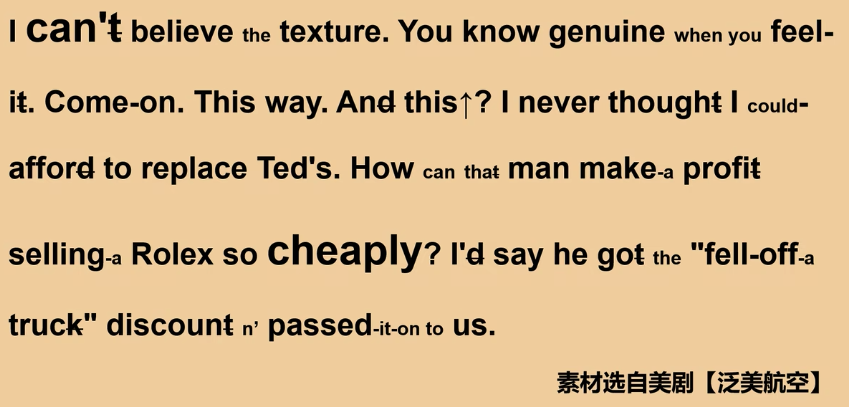 I can't believe the texture. You know genuine when you feel-
it. Come-on. This way. And this↑? I never thought I could-
afford to replace Ted's. How can that man make-a profit
selling-a Rolex so cheaply? I'd say he got the "fell-off-a
truck" discount n’ passed-it-on to us.
素材选自美剧【泛美航空】